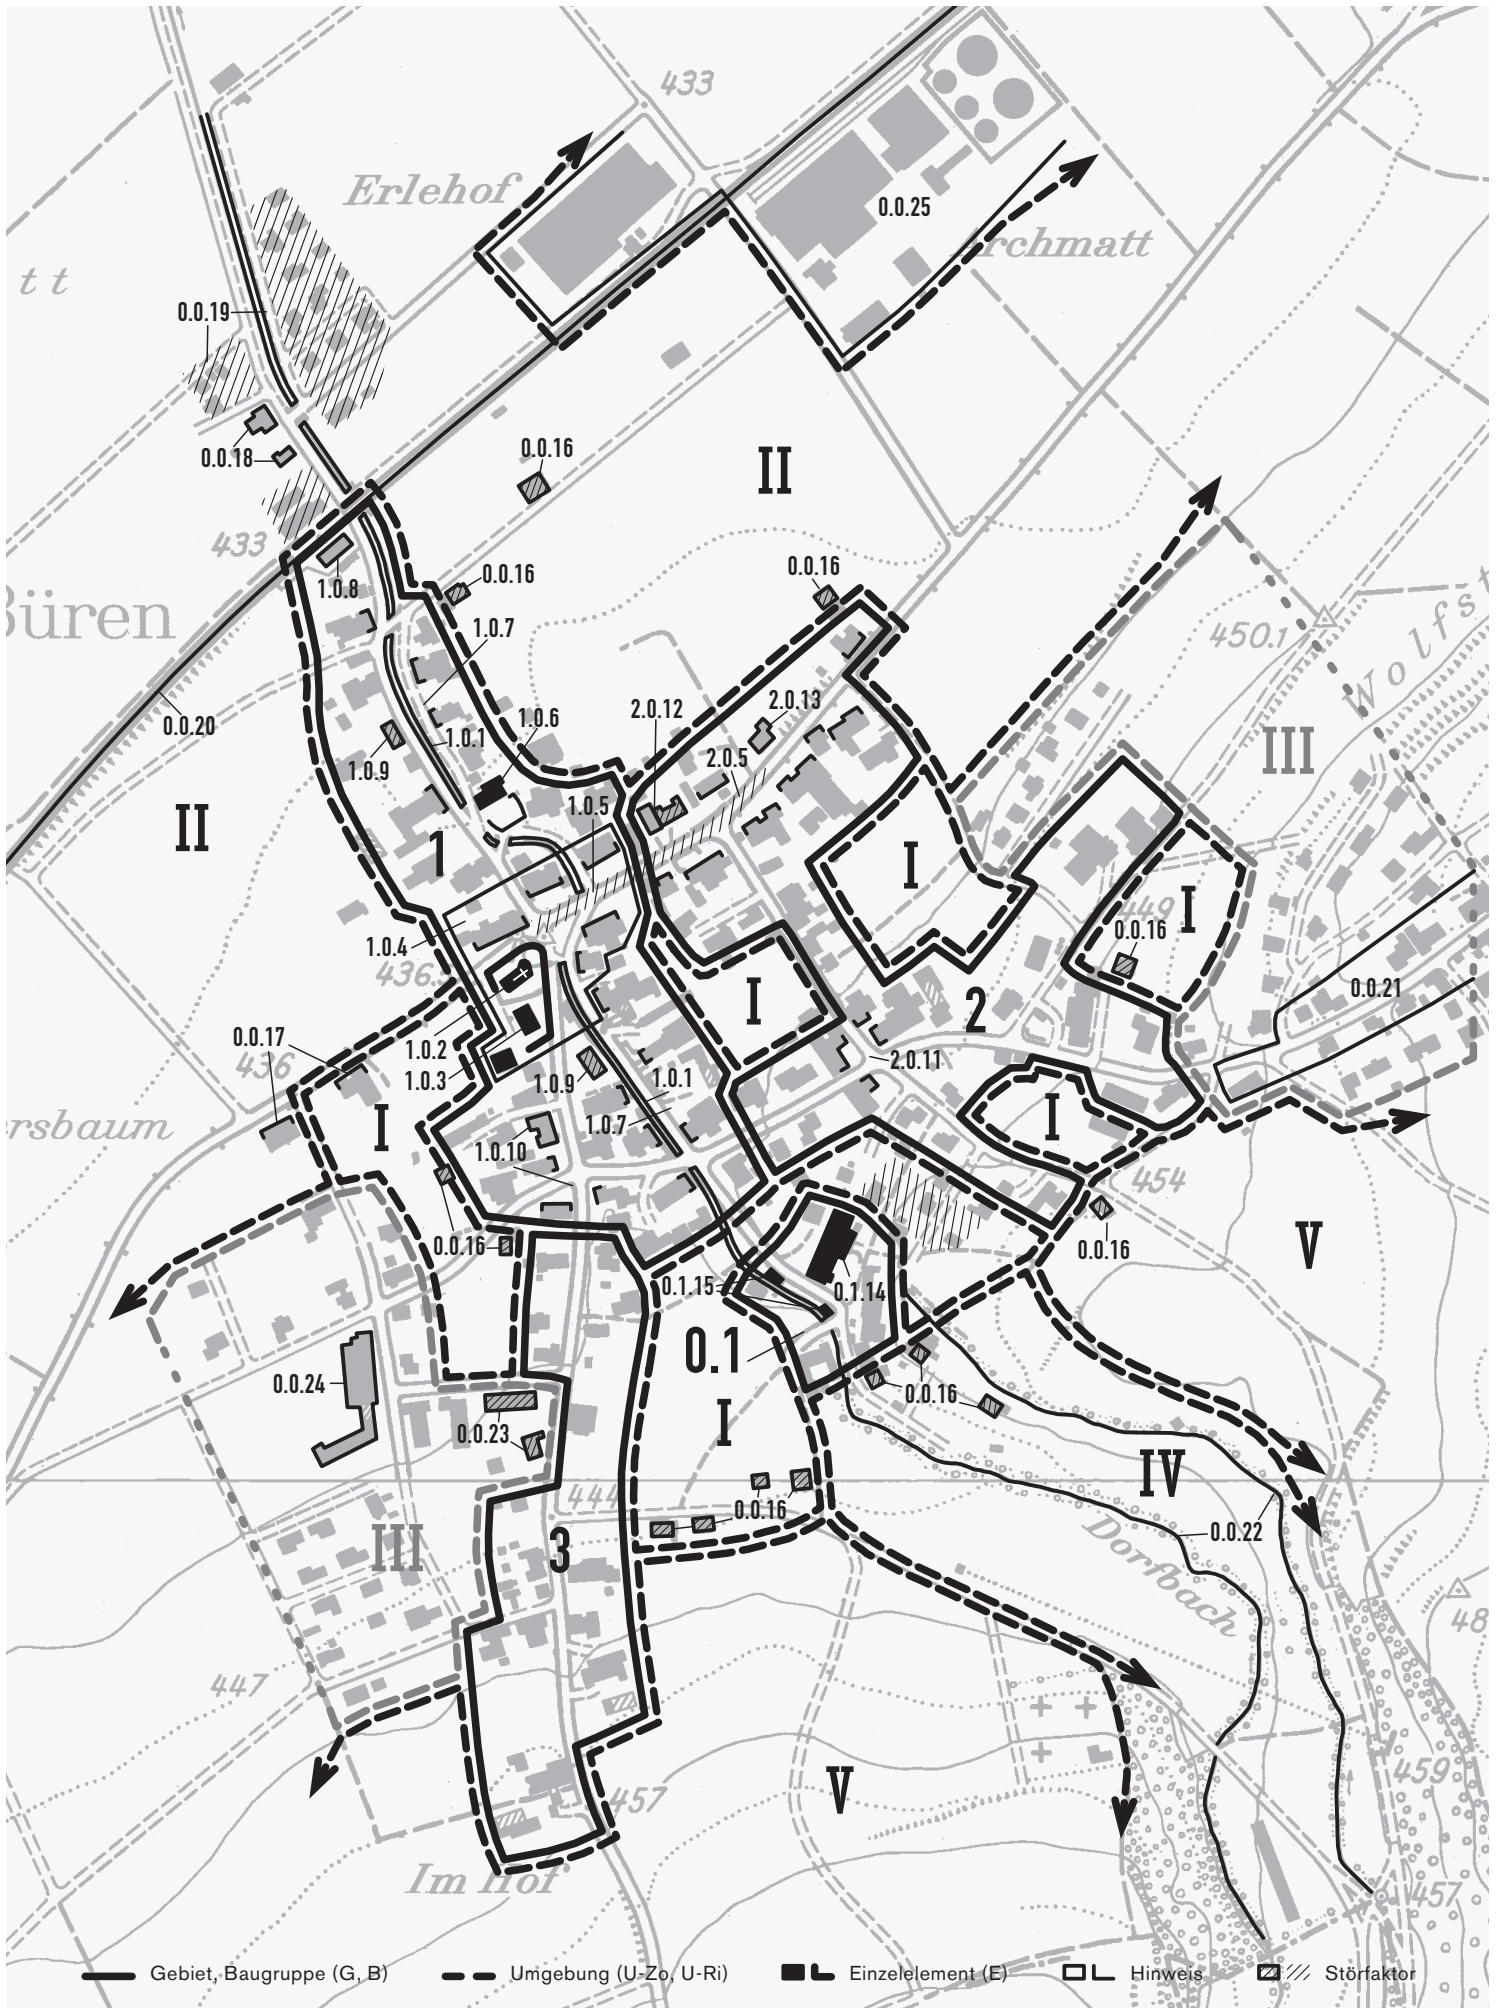 433
Erlehof
0.0.25
Archmatt
tt
0.0.19
0.0.18
0.0.16
II
433
1.0.8
0.0.16
0.0.16
Büren
1.0.7
450.1
Wolfst
2.0.12
2.0.13
0.0.20
1.0.6
1.0.1
III
1.0.9
2.0.5
1.0.5
II
1
I
I
449
1.0.4
0.0.16
436.
0.0.21
I
2
0.0.17
1.0.2
436
1.0.3
1.0.9
1.0.1
2.0.11
rsbaum
I
1.0.7
I
1.0.10
454
0.0.16
0.0.16
V
0.1.15
0.1.14
0.1
0.0.24
0.0.16
I
0.0.23
IV
444
0.0.16
0.0.22
III
3
Dorfbach
48
447
459
V
457
Im Hof
457
Gebiet, Baugruppe (G, B) Umgebung (U-Zo, U-Ri) Einzelelement (E) Hinweis Störfaktor